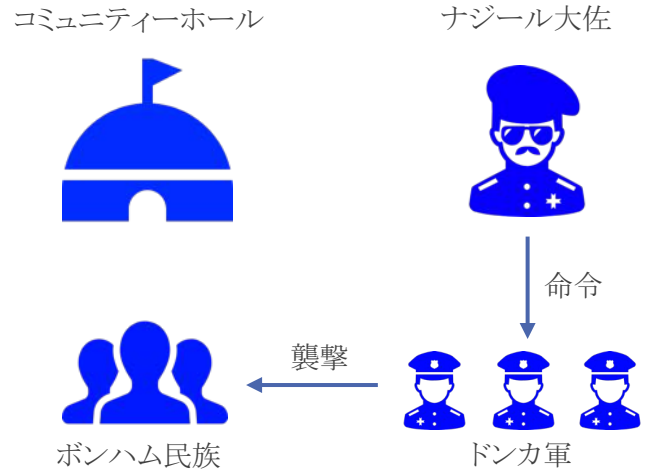 コミュニティーホール
ナジール大佐
命令
襲撃
ボンハム民族
ドンカ軍